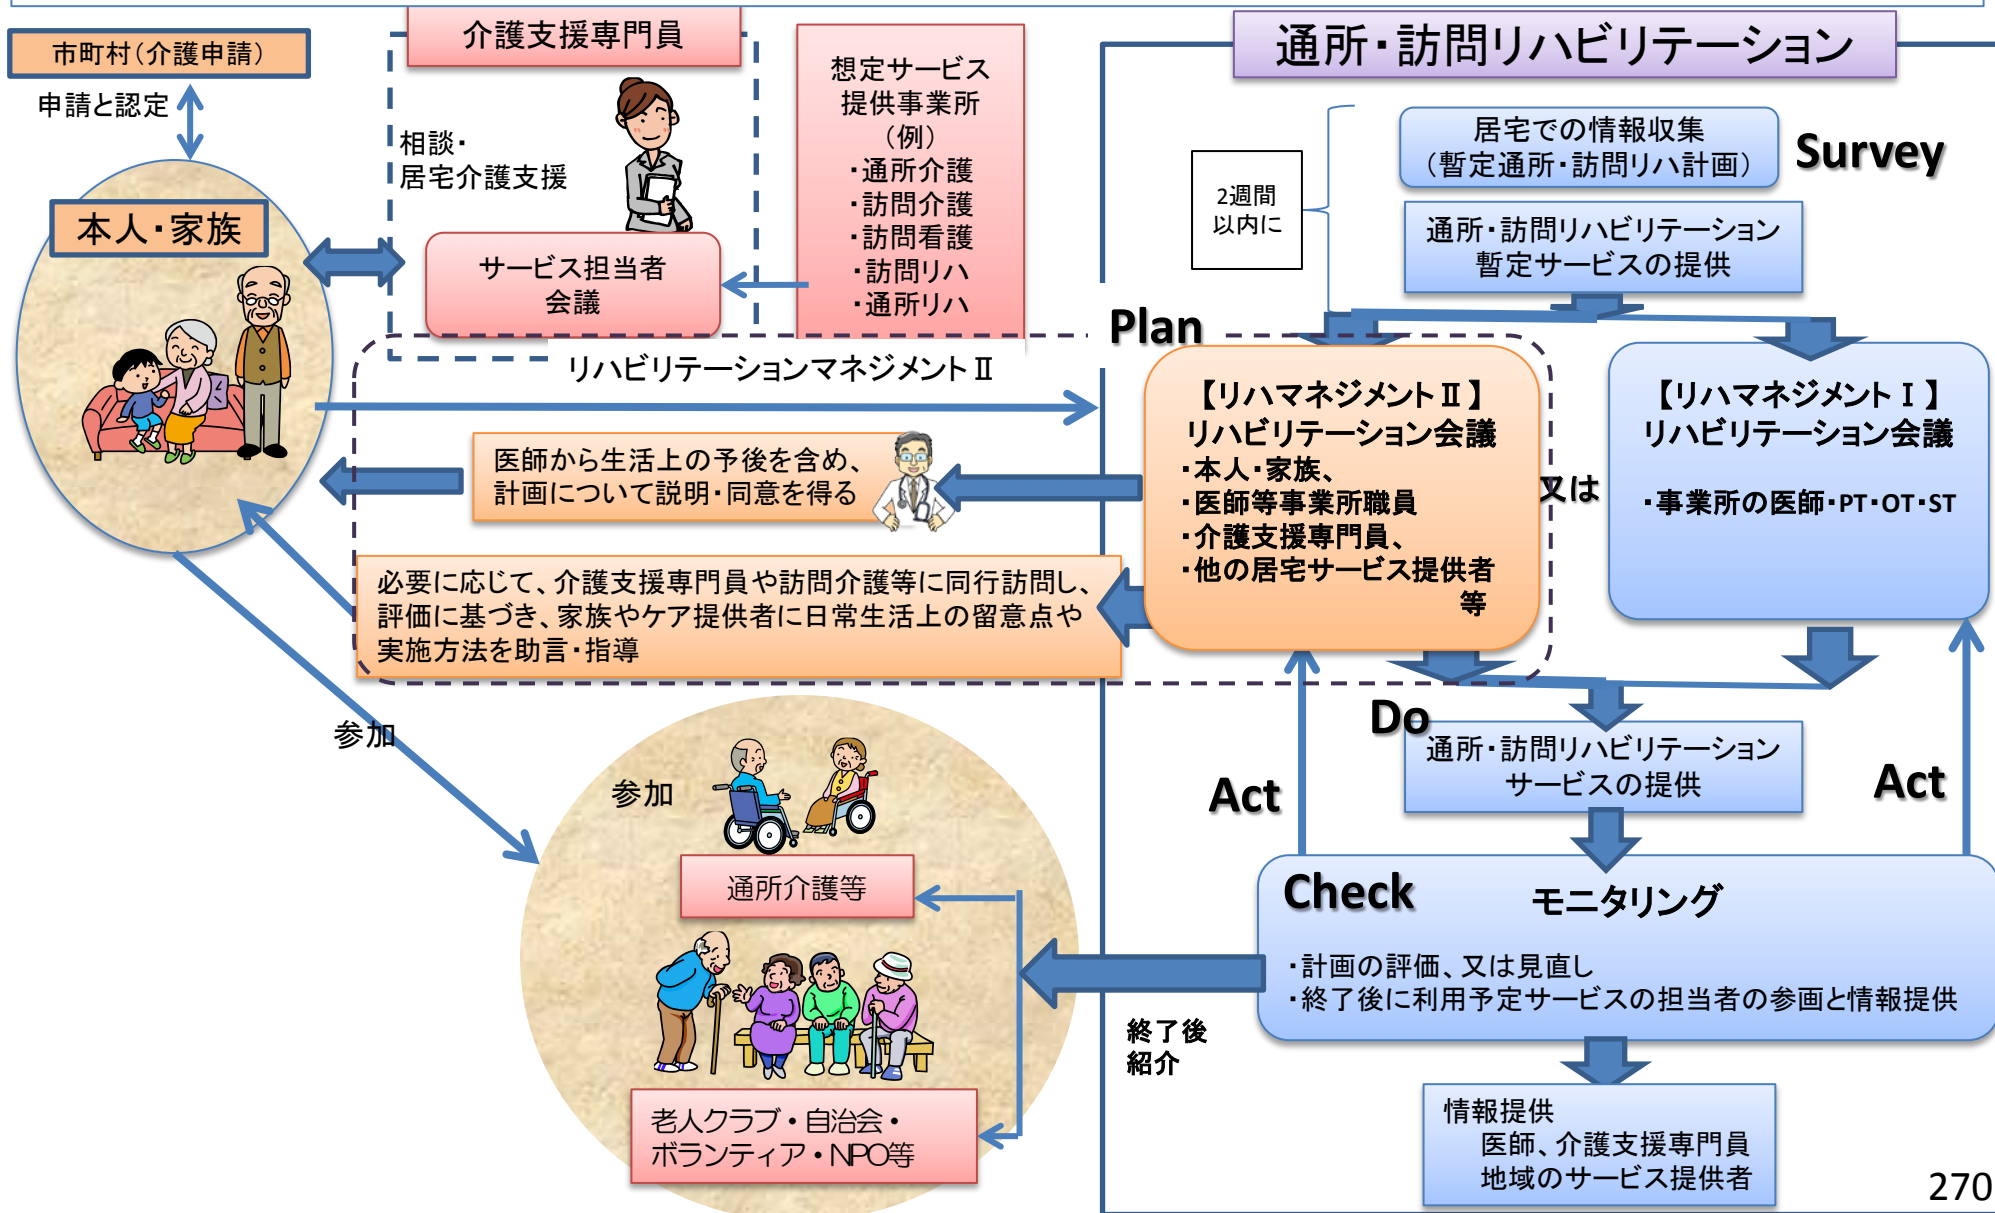 市町村(介護申請)
申請と認定
本人・家族
介護支援専門員
相談・
居宅介護支援
サービス担当者
会議
想定サービス
提供事業所
(例)
・通所介護
・訪問介護
・訪問看護
・訪問リハ
・通所リハ
通所・訪問リハビリテーション
2週間
以内に
居宅での情報収集
(暫定通所・訪問リハ計画)
Survey
通所・訪問リハビリテーション
暫定サービスの提供
Plan
リハビリテーションマネジメントⅡ
【リハマネジメントⅡ】
リハビリテーション会議
・本人・家族、
・医師等事業所職員
・介護支援専門員、
・他の居宅サービス提供者
等
又は
【リハマネジメントⅠ】
リハビリテーション会議
・事業所の医師・PT・OT・ST
医師から生活上の予後を含め、
計画について説明・同意を得る
必要に応じて、介護支援専門員や訪問介護等に同行訪問し、
評価に基づき、家族やケア提供者に日常生活上の留意点や
実施方法を助言・指導
参加
Do
通所・訪問リハビリテーション
サービスの提供
Act
Act
参加
通所介護等
老人クラブ・自治会・
ボランティア・NPO等
Check
モニタリング
・計画の評価、又は見直し
・終了後に利用予定サービスの担当者の参画と情報提供
終了後
紹介
情報提供
医師、介護支援専門員
地域のサービス提供者
270